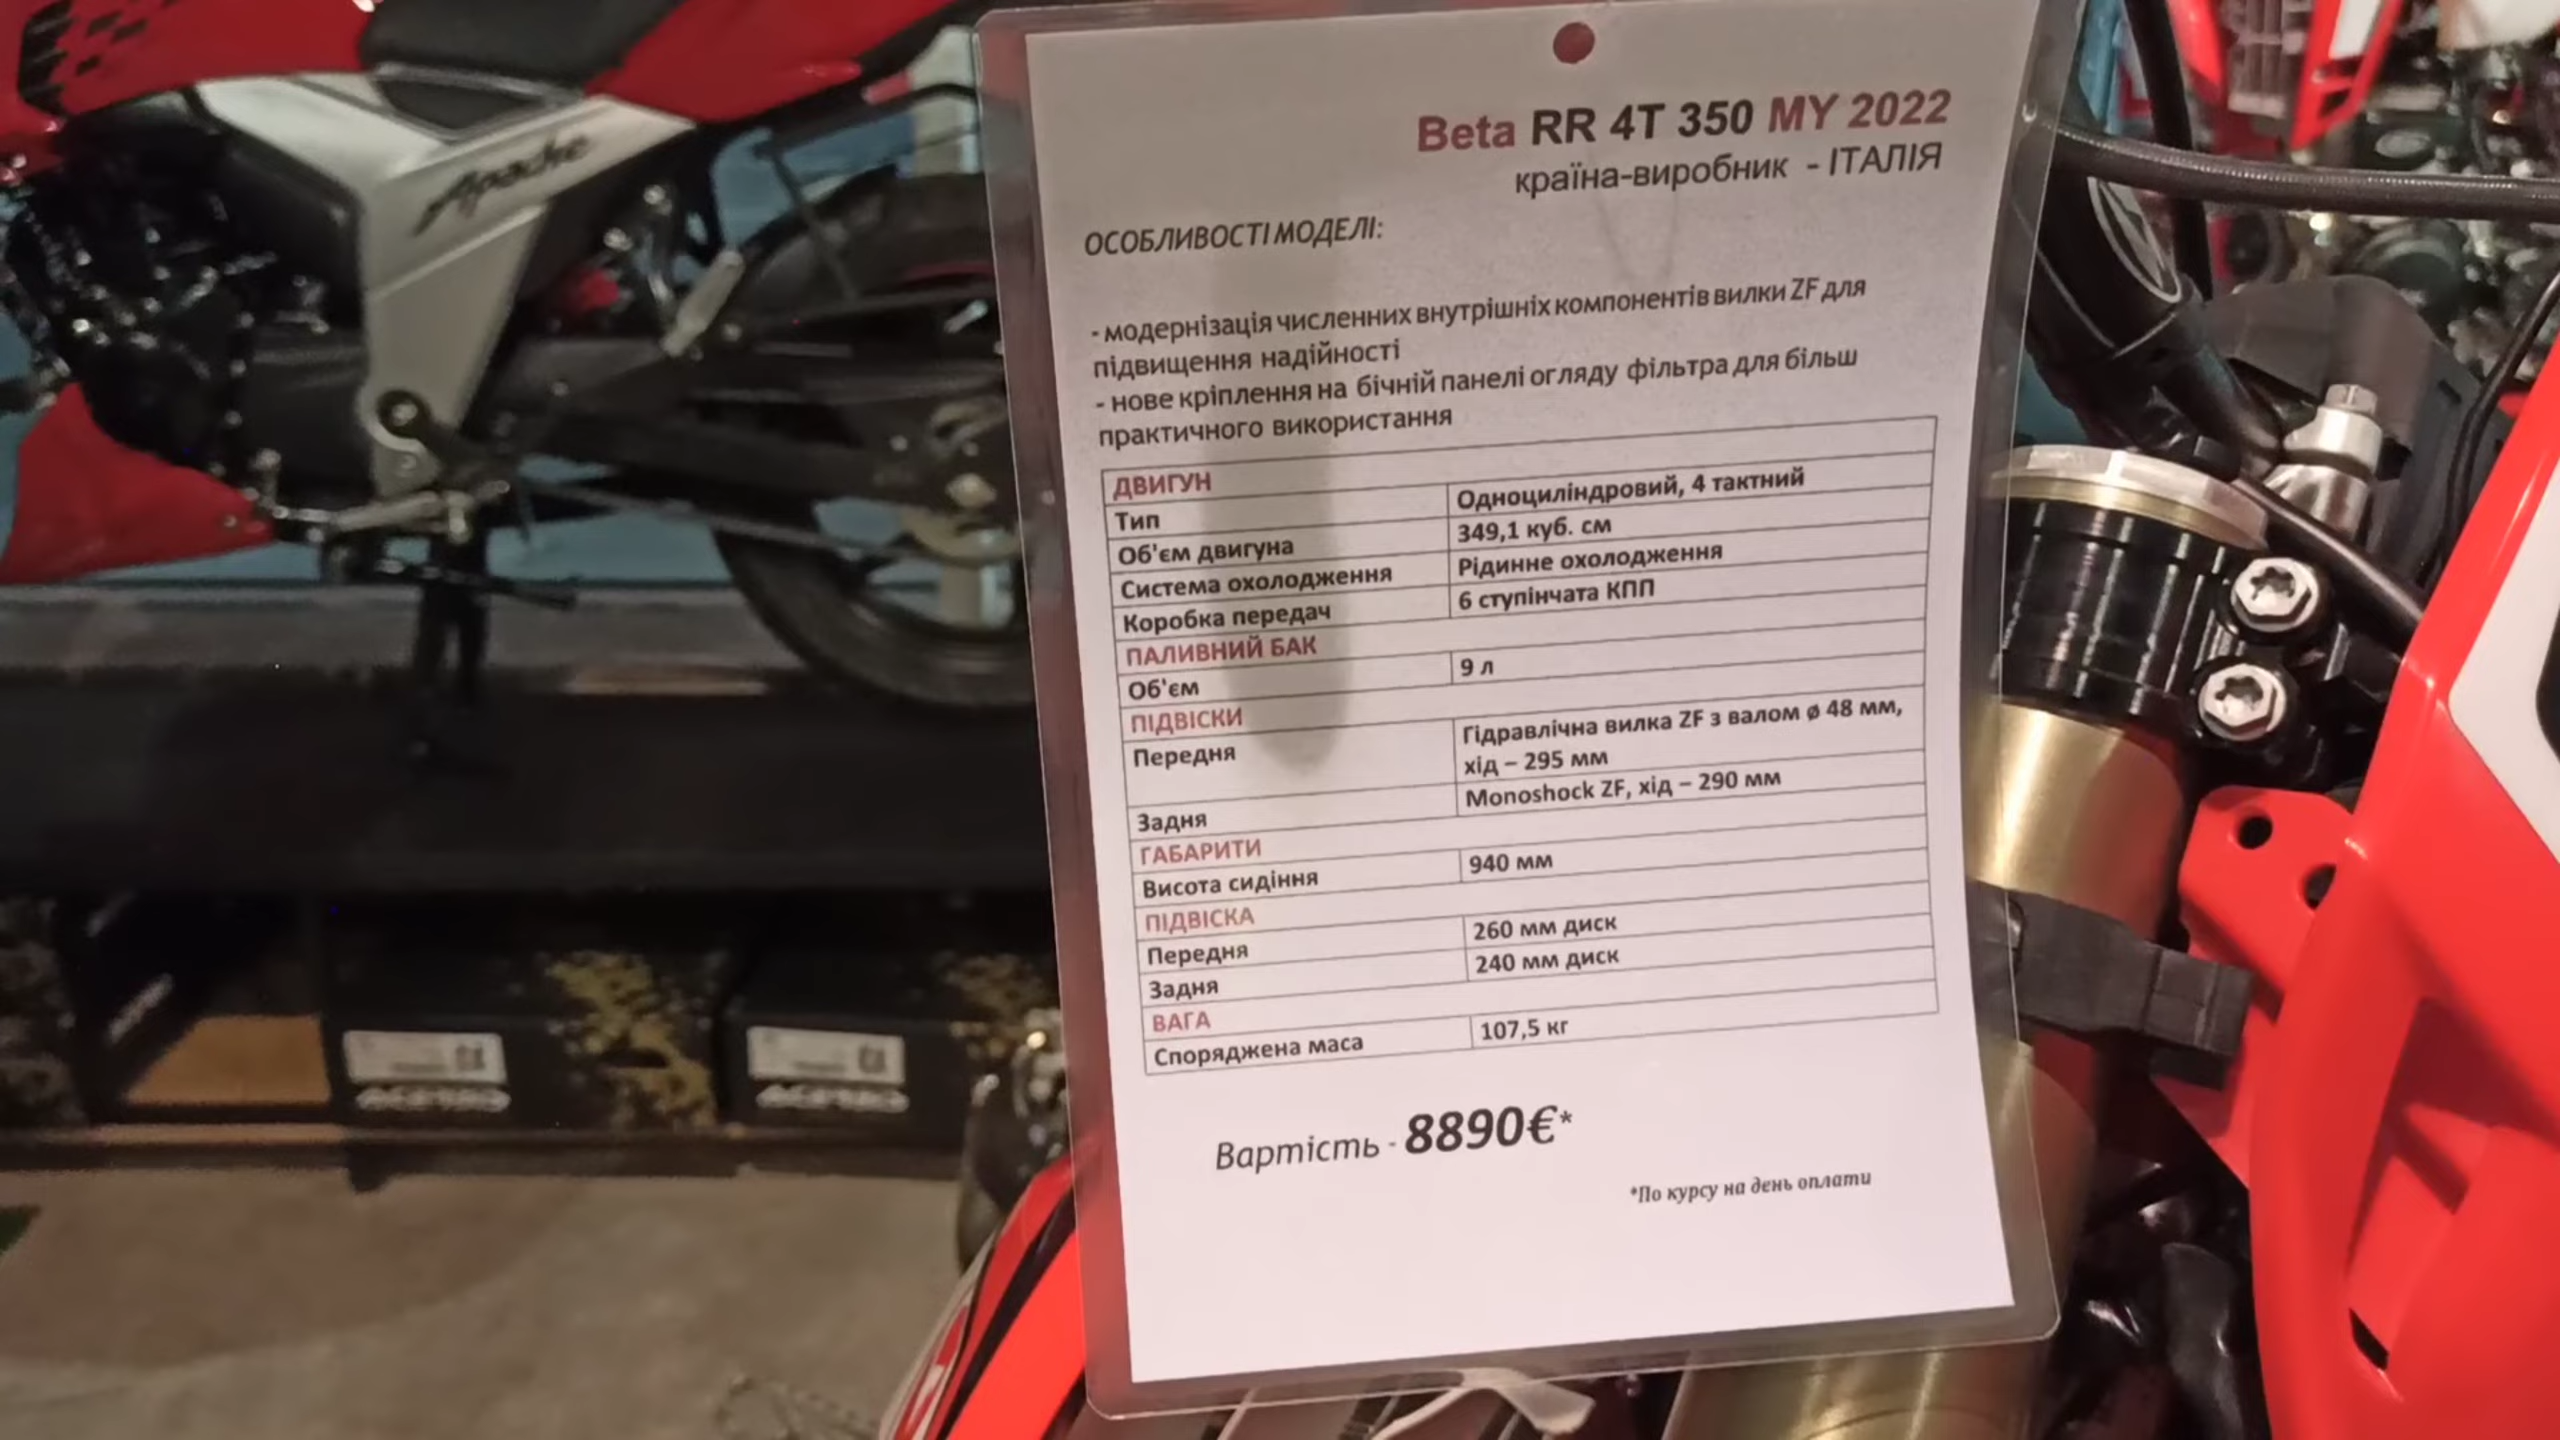 Apache
Beta RR 4T 350 MY 2022
країна-виробник - ІТАЛІЯ
ОСОБЛИВОСТІ МОДЕЛІ:
- модернізація численних внутрішніх компонентів вилки ZF для
підвищення надійності
- нове кріплення на бічній панелі огляду фільтра для більш
практичного використання
ДВИГУН
Тип Одноциліндровий, 4 тактний
Об'єм двигуна 349,1 куб. см
Система охолодження Рідинне охолодження
Коробка передач 6 ступінчата КПП
ПАЛИВНИЙ БАК
Об'єм 9 л
ПІДВІСКИ
Передня Гідравлічна вилка ZF з валом ø 48 мм,
хід – 295 мм
Задня Monoshock ZF, хід – 290 мм
ГАБАРИТИ
Висота сидіння 940 мм
ПІДВІСКА
Передня 260 мм диск
Задня 240 мм диск
ВАГА
Споряджена маса 107,5 кг
Вартість - 8890€*
*По курсу на день оплати